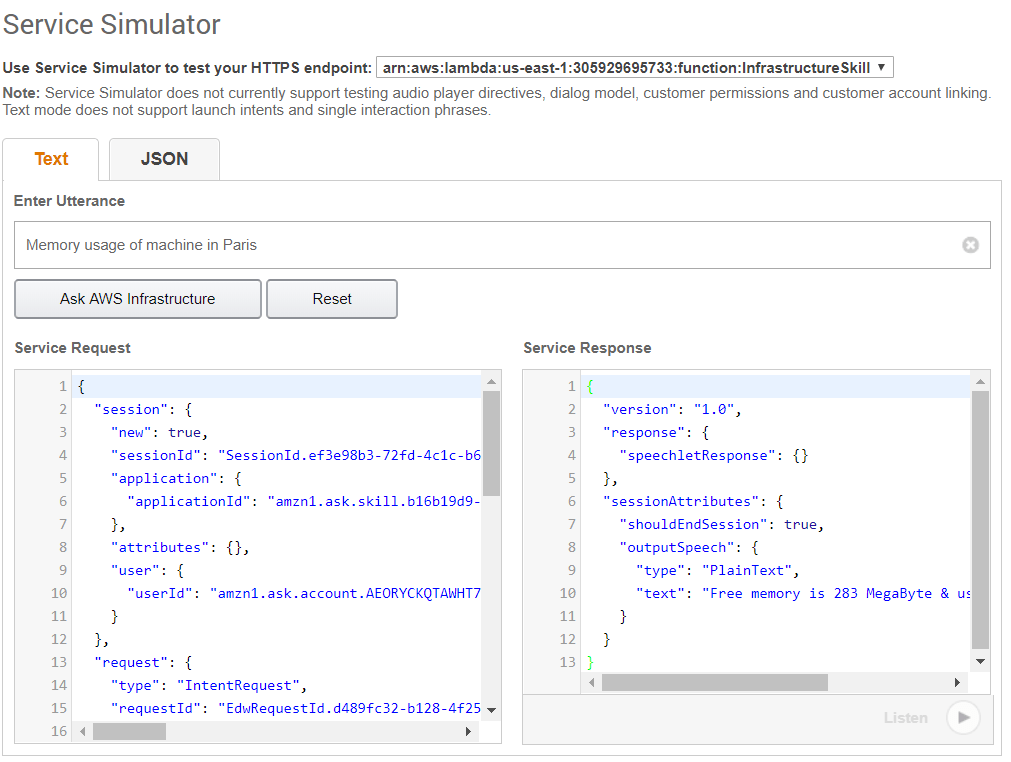 Service Simulator
Use Service Simulator to test your HTTPS endpoint: arn:aws:lambda:us-east-1:305929695733:function:InfrastructureSkill
Note: Service Simulator does not currently support testing audio player directives, dialog model, customer permissions and customer account linking.
Text mode does not support launch intents and single interaction phrases.
Text JSON
Enter Utterance
Memory usage of machine in Paris
Ask AWS Infrastructure Reset
Service Request
1 {
2 "session": {
3 "new": true,
4 "sessionId": "SessionId.ef3e98b3-72fd-4c1c-b6
5 "application": {
6 "applicationId": "amzn1.ask.skill.b16b19d9-
7 },
8 "attributes": {},
9 "user": {
10 "userId": "amzn1.ask.account.AEORYCKQTAWHT7
11 }
12 },
13 "request": {
14 "type": "IntentRequest",
15 "requestId": "EdwRequestId.d489fc32-b128-4f25
16
Service Response
1 {
2 "version": "1.0",
3 "response": {
4 "speechletResponse": {}
5 },
6 "sessionAttributes": {
7 "shouldEndSession": true,
8 "outputSpeech": {
9 "type": "PlainText",
10 "text": "Free memory is 283 MegaByte & us
11 }
12 }
13 }
Listen